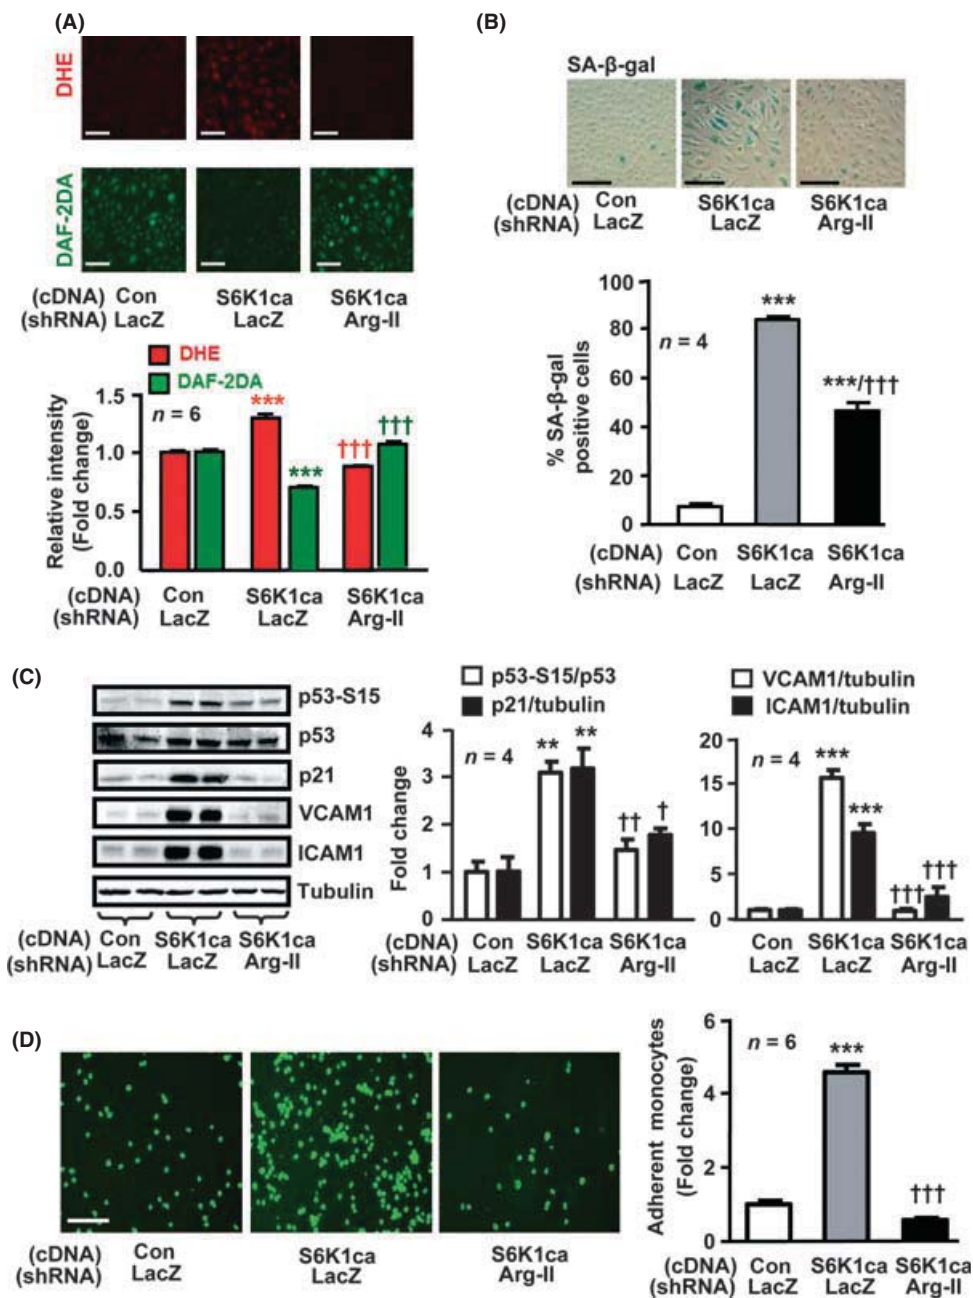 (A)
DHE
DAF-2DA
(cDNA) Con S6K1ca S6K1ca
(shRNA) LacZ LacZ Arg-II
DHE
DAF-2DA
Relative intensity
(Fold change)
1.5
1.0
0.5
0.0
n = 6
***
***
†††
†††
(cDNA) Con S6K1ca S6K1ca
(shRNA) LacZ LacZ Arg-II
(B)
SA-β-gal
(cDNA) Con S6K1ca S6K1ca
(shRNA) LacZ LacZ Arg-II
% SA-β-gal
positive cells
100
80
60
40
20
0
n = 4
***
***/†††
(cDNA) Con S6K1ca S6K1ca
(shRNA) LacZ LacZ Arg-II
(C)
p53-S15
p53
p21
VCAM1
ICAM1
Tubulin
(cDNA) Con S6K1ca S6K1ca
(shRNA) LacZ LacZ Arg-II
p53-S15/p53
p21/tubulin
Fold change
4
3
2
1
0
n = 4
**
**
††
†
(cDNA) Con S6K1ca S6K1ca
(shRNA) LacZ LacZ Arg-II
VCAM1/tubulin
ICAM1/tubulin
20
15
10
5
0
n = 4
***
***
†††
†††
Con S6K1ca S6K1ca
LacZ LacZ Arg-II
(D)
(cDNA) Con S6K1ca S6K1ca
(shRNA) LacZ LacZ Arg-II
Adherent monocytes
(Fold change)
6
4
2
0
n = 6
***
†††
(cDNA) Con S6K1ca S6K1ca
(shRNA) LacZ LacZ Arg-II